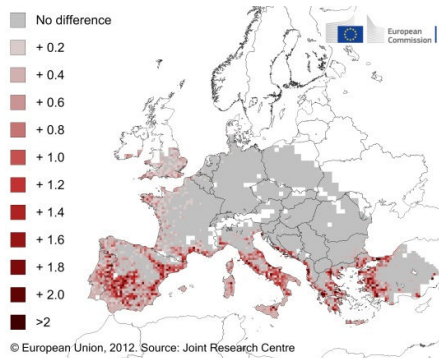 No difference
+ 0.2
+ 0.4
+ 0.6
+ 0.8
+ 1.0
+ 1.2
+ 1.4
+ 1.6
+ 1.8
+ 2.0
>2
European
Commission
© European Union, 2012. Source: Joint Research Centre